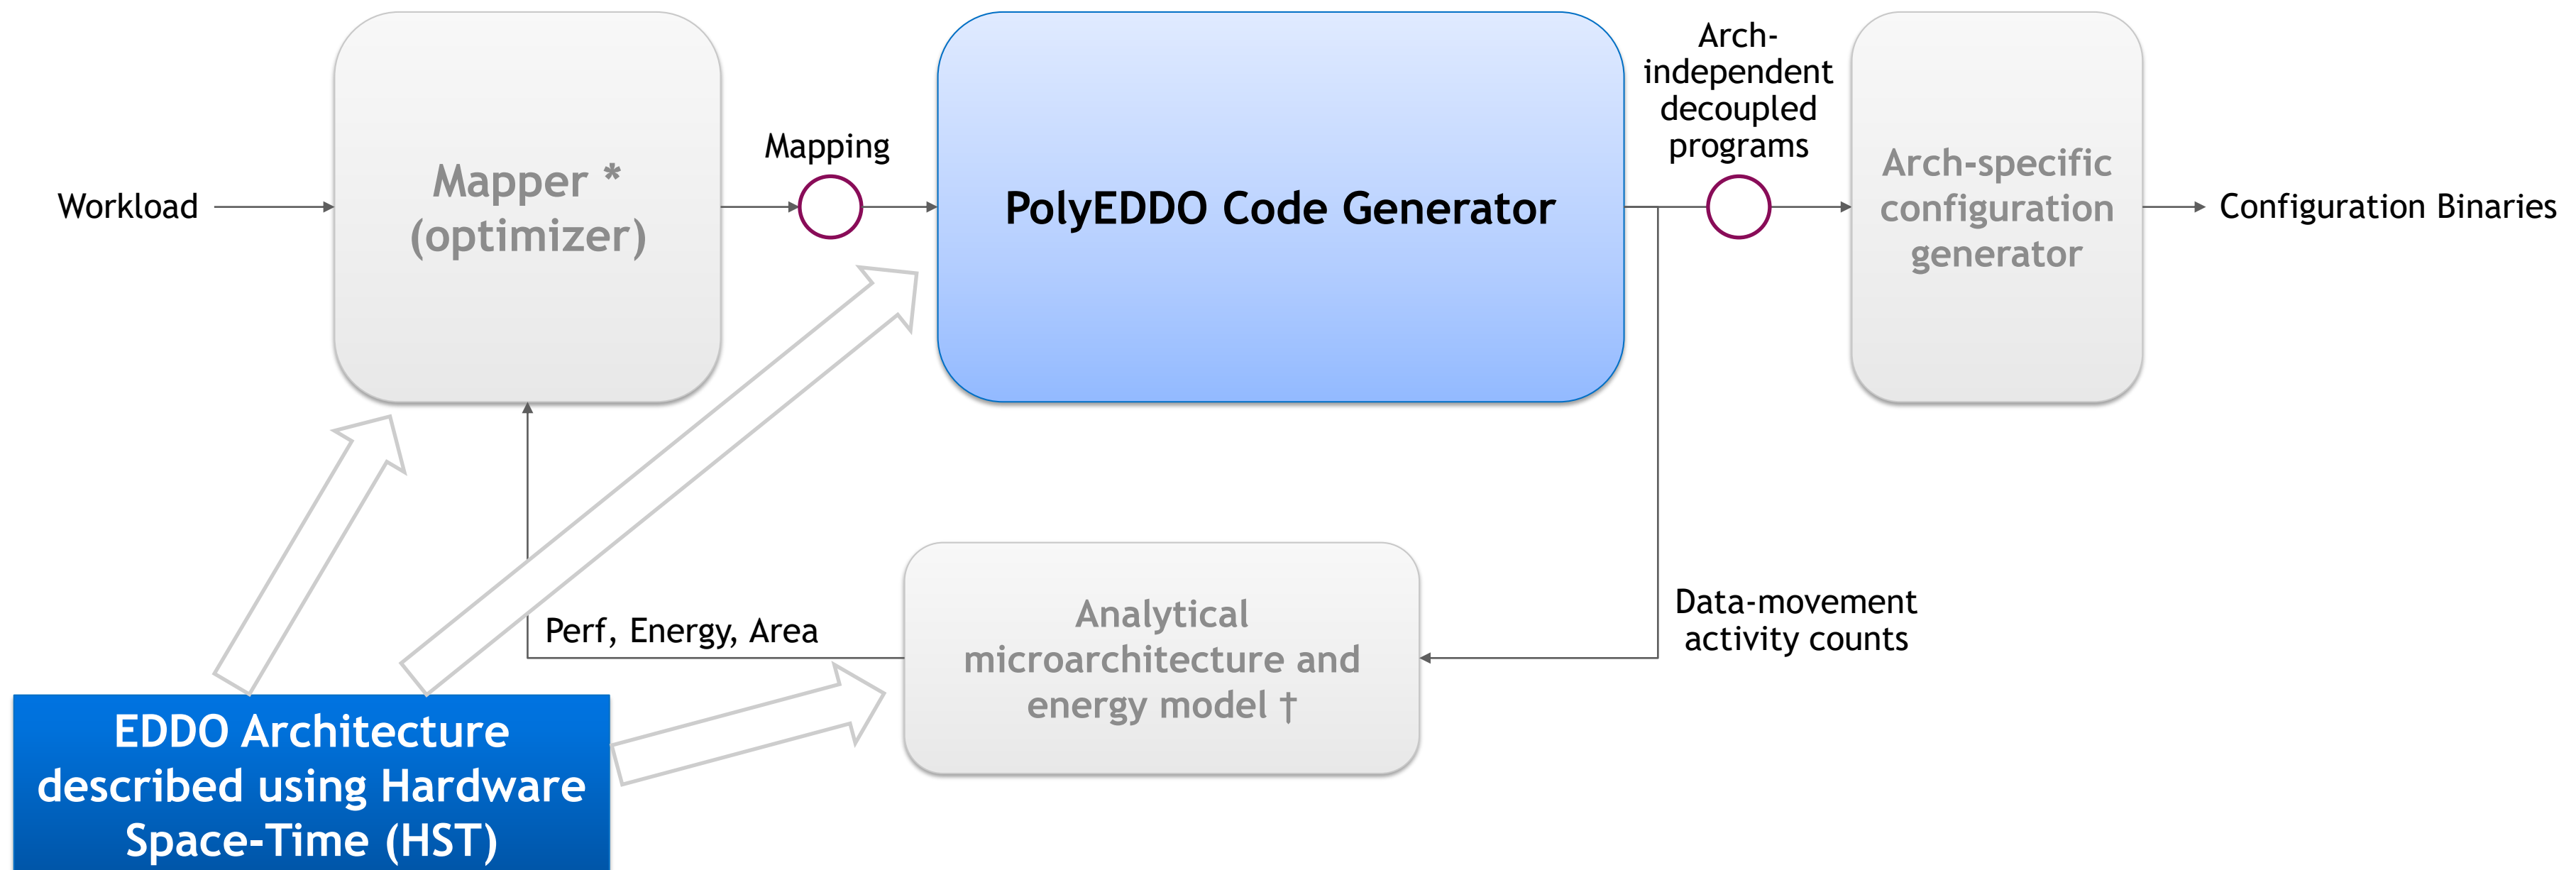 Workload
Mapper *
(optimizer)
Mapping
PolyEDDO Code Generator
Arch-
independent
decoupled
programs
Arch-specific
configuration
generator
Configuration Binaries
Perf, Energy, Area
Analytical
microarchitecture and
energy model †
Data-movement
activity counts
EDDO Architecture
described using Hardware
Space-Time (HST)